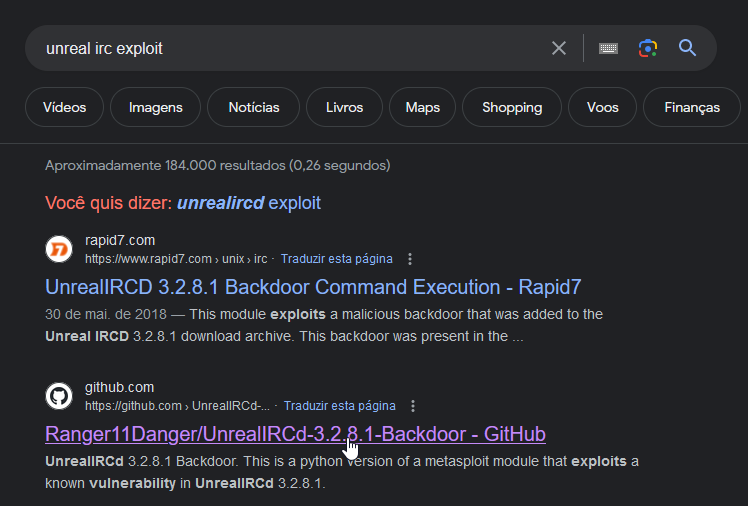 unreal irc exploit
Vídeos Imagens Notícias Livros Maps Shopping Voos Finanças
Aproximadamente 184.000 resultados (0,26 segundos)
Você quis dizer: unrealircd exploit
rapid7.com
https://www.rapid7.com › unix › irc · Traduzir esta página
UnrealIRCD 3.2.8.1 Backdoor Command Execution - Rapid7
30 de mai. de 2018 — This module exploits a malicious backdoor that was added to the
Unreal IRCD 3.2.8.1 download archive. This backdoor was present in the ...
github.com
https://github.com › UnrealIRCd-... · Traduzir esta página
Ranger11Danger/UnrealIRCd-3.2.8.1-Backdoor - GitHub
UnrealIRCd 3.2.8.1 Backdoor. This is a python version of a metasploit module that exploits a
known vulnerability in UnrealIRCd 3.2.8.1.